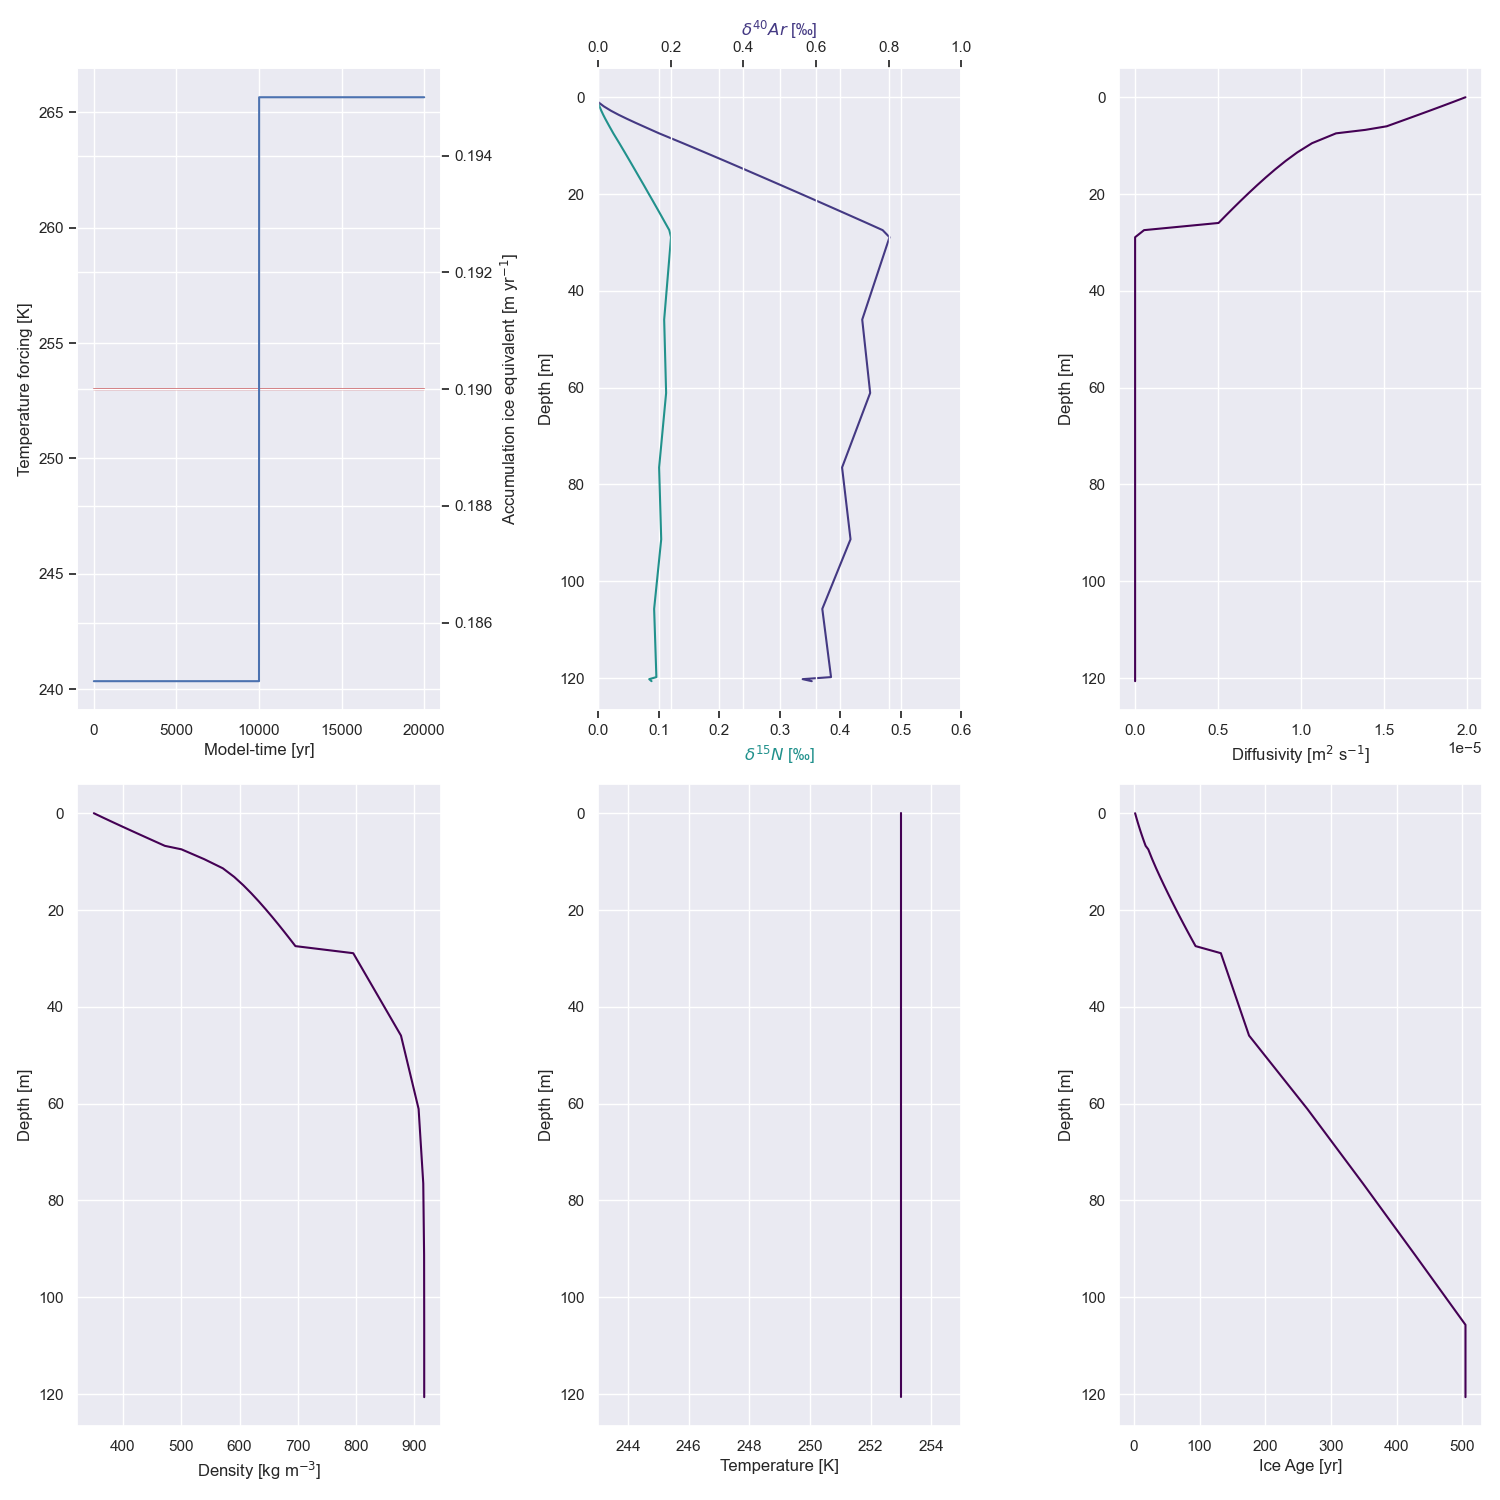 δ⁴⁰Ar [‰]
0.0 0.2 0.4 0.6 0.8 1.0
265
260
255
250
245
240
Temperature forcing [K]
0 5000 10000 15000 20000
Model-time [yr]
0.194
0.192
0.190
0.188
0.186
Accumulation ice equivalent [m yr⁻¹]
0
20
40
60
80
100
120
Depth [m]
0.0 0.1 0.2 0.3 0.4 0.5 0.6
δ¹⁵N [‰]
0
20
40
60
80
100
120
Depth [m]
0.0 0.5 1.0 1.5 2.0
1e−5
Diffusivity [m² s⁻¹]
0
20
40
60
80
100
120
Depth [m]
400 500 600 700 800 900
Density [kg m⁻³]
0
20
40
60
80
100
120
Depth [m]
244 246 248 250 252 254
Temperature [K]
0
20
40
60
80
100
120
Depth [m]
0 100 200 300 400 500
Ice Age [yr]